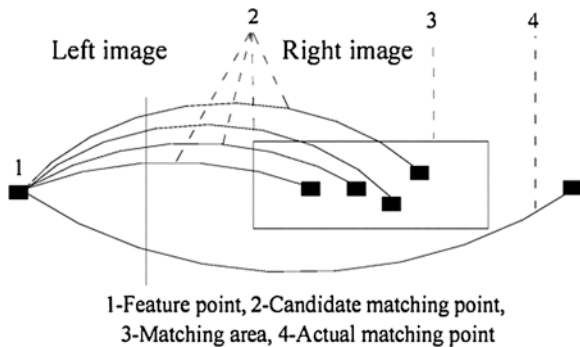 2 3 4
Left image Right image
1
1-Feature point, 2-Candidate matching point,
3-Matching area, 4-Actual matching point